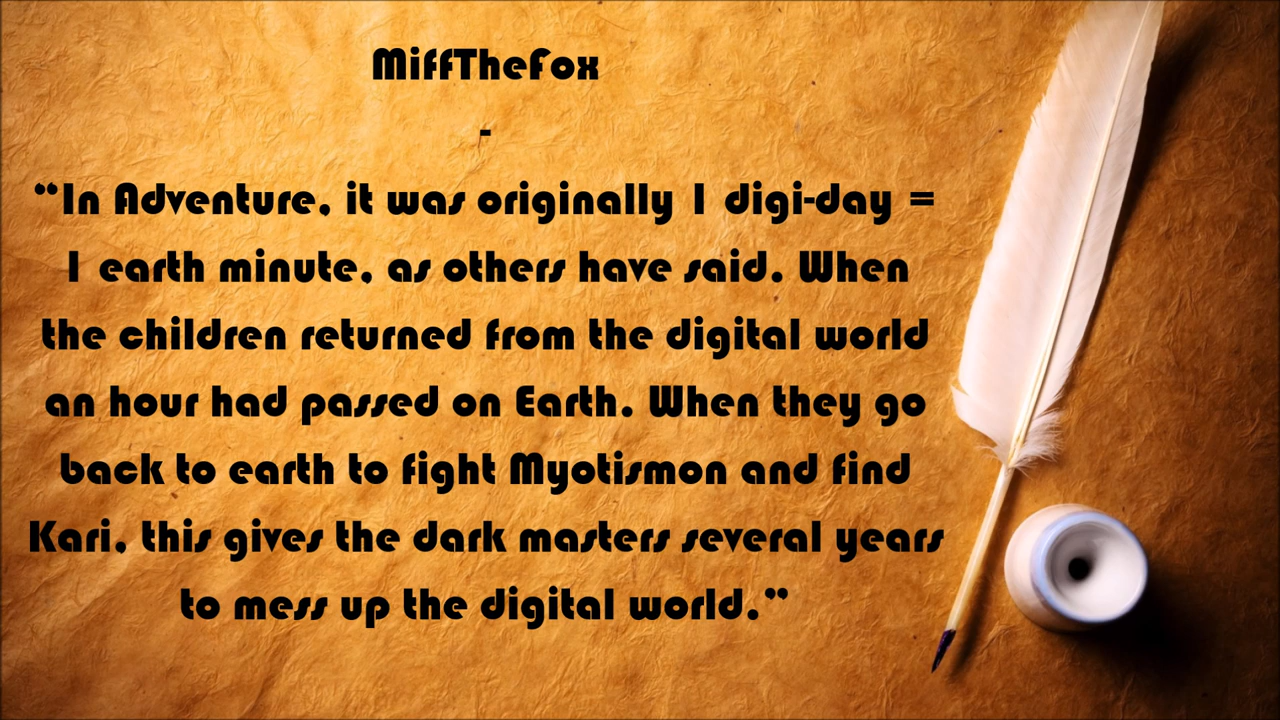 MiffTheFox
-
“In Adventure, it was originally 1 digi-day =
1 earth minute, as others have said. When
the children returned from the digital world
an hour had passed on Earth. When they go
back to earth to fight Myotismon and find
Kari, this gives the dark masters several years
to mess up the digital world.”